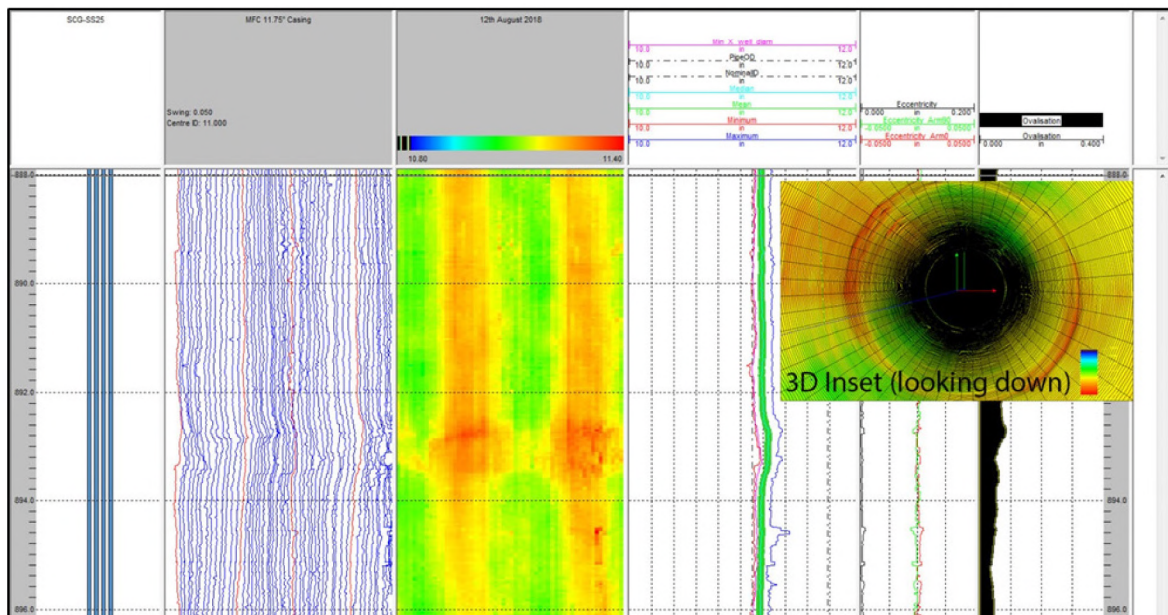 SCG-SS25
MFC 11.75" Casing
12th August 2018
Swing: 0.050
Centre ID: 11.000
10.80 11.40
Min_X_well_diam
10.0 in 12.0
PipeOD
10.0 in 12.0
NominalID
10.0 in 12.0
Median
10.0 in 12.0
Mean
10.0 in 12.0
Minimum
10.0 in 12.0
Maximum
10.0 in 12.0
Eccentricity
0.000 in 0.200
Eccentricity_Arm90
-0.0500 in 0.0500
Eccentricity_Arm0
-0.0500 in 0.0500
Ovalisation
Ovalisation
0.000 in 0.400
888.0 888.0
890.0
892.0
3D Inset (looking down)
894.0 894.0
896.0 896.0